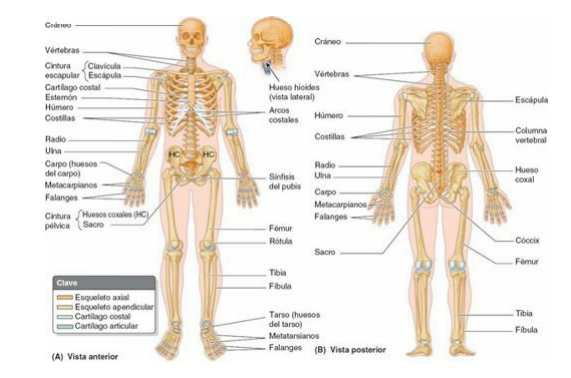 Cráneo
Vértebras
Cintura
escapular
Clavícula
Escápula
Cartílago costal
Esternón
Húmero
Costillas
Radio
Ulna
Carpo (huesos
del carpo)
Metacarpianos
Falanges
Cintura
pélvica
Huesos coxales (HC)
Sacro
Hueso hioides
(vista lateral)
Arcos
costales
HC
HC
Sínfisis
del pubis
Fémur
Rótula
Tibia
Fíbula
Tarso (huesos
del tarso)
Metatarsianos
Falanges
Clave
Esqueleto axial
Esqueleto apendicular
Cartílago costal
Cartílago articular
(A) Vista anterior
Cráneo
Vértebras
Húmero
Costillas
Radio
Ulna
Carpo
Metacarpianos
Falanges
Sacro
Escápula
Columna
vertebral
Hueso
coxal
Cóccix
Fémur
Tibia
Fíbula
(B) Vista posterior